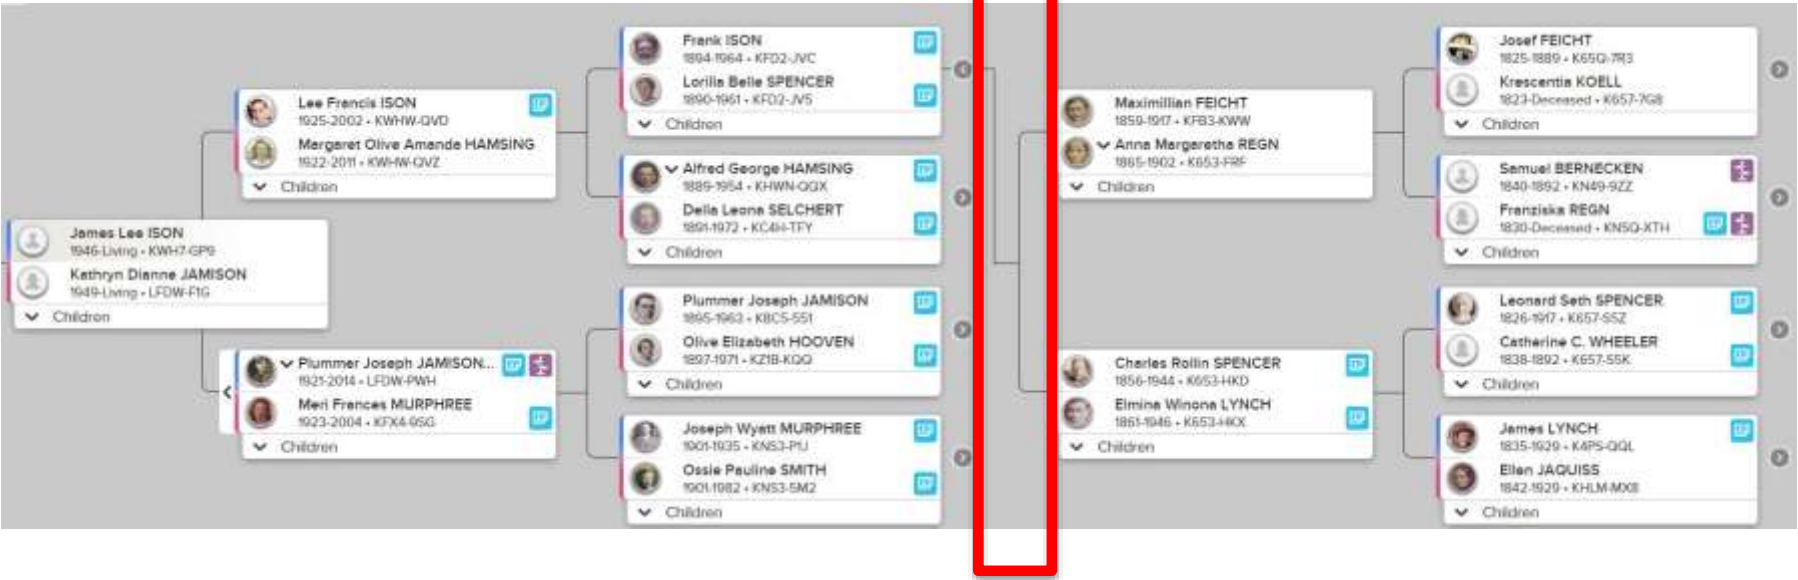 James Lee ISON
1946-Living • KWH7-GP9
Kathryn Dianne JAMISON
1949-Living • LFDW-F1G
Children
Lee Francis ISON
1925-2002 • KWHW-QVD
Margaret Olive Amanda HAMSING
1922-2011 • KWHW-QVZ
Children
Plummer Joseph JAMISON...
1921-2014 • LFDW-PWH
Meri Frances MURPHREE
1923-2004 • KFX4-9SG
Children
Frank ISON
1894-1964 • KFD2-JVC
Lorilla Belle SPENCER
1890-1961 • KFD2-JV5
Children
Alfred George HAMSING
1889-1954 • KHWN-QGX
Della Leona SELCHERT
1891-1972 • KC4H-TFY
Children
Plummer Joseph JAMISON
1895-1963 • K8C5-551
Olive Elizabeth HOOVEN
1897-1971 • KZ1B-KQG
Children
Joseph Wyatt MURPHREE
1901-1935 • KNS3-P1J
Ossie Pauline SMITH
1901-1982 • KNS3-5M2
Children
Maximillian FEICHT
1859-1917 • KFB3-KWW
Anna Margaretha REGN
1865-1902 • K653-FRF
Children
Charles Rollin SPENCER
1856-1944 • K653-HKD
Elmina Winona LYNCH
1861-1946 • K653-HKX
Children
Josef FEICHT
1825-1889 • K65Q-7R3
Krescentia KOELL
1823-Deceased • K657-7G8
Children
Samuel BERNECKEN
1840-1892 • KN49-9ZZ
Franziska REGN
1830-Deceased • KN5Q-XTH
Children
Leonard Seth SPENCER
1826-1917 • K657-S5Z
Catherine C. WHEELER
1838-1892 • K657-S5K
Children
James LYNCH
1835-1929 • K4PS-QQL
Ellen JAQUISS
1842-1929 • KHLM-MX8
Children